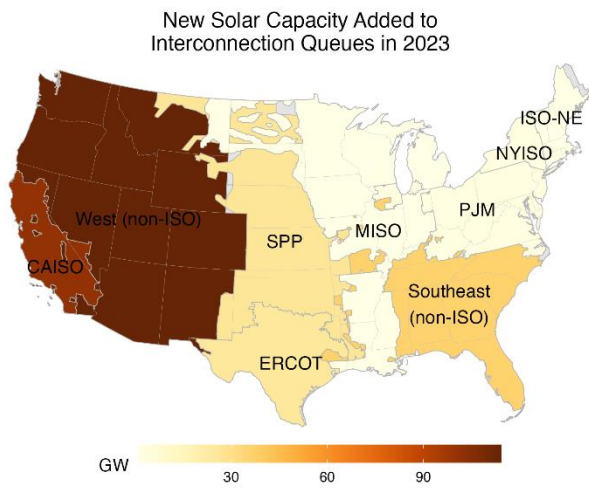 New Solar Capacity Added to
Interconnection Queues in 2023
ISO-NE
NYISO
PJM
West (non-ISO)
MISO
SPP
CAISO
Southeast
(non-ISO)
ERCOT
GW
30 60 90